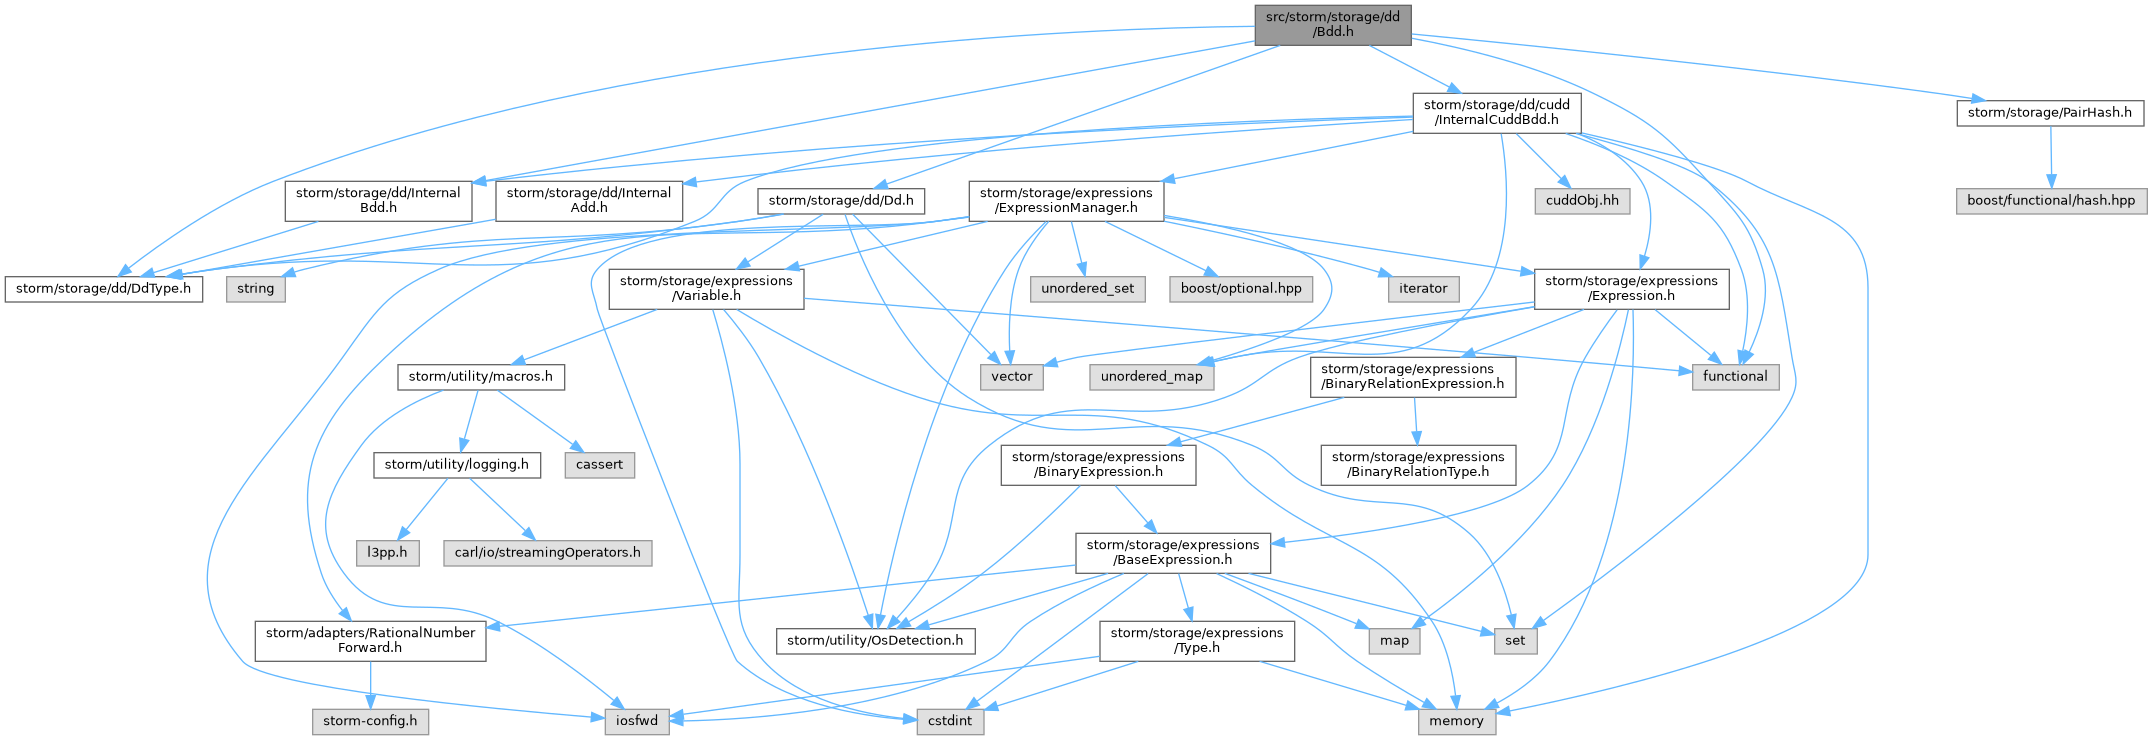 src/storm/storage/dd
/Bdd.h
storm/storage/dd/cudd
/InternalCuddBdd.h
storm/storage/PairHash.h
storm/storage/dd/Internal
Bdd.h
storm/storage/dd/Internal
Add.h
storm/storage/dd/Dd.h
storm/storage/expressions
/ExpressionManager.h
cuddObj.hh
boost/functional/hash.hpp
storm/storage/dd/DdType.h
string
storm/storage/expressions
/Variable.h
unordered_set
boost/optional.hpp
iterator
storm/storage/expressions
/Expression.h
storm/utility/macros.h
vector
unordered_map
storm/storage/expressions
/BinaryRelationExpression.h
functional
storm/utility/logging.h
cassert
storm/storage/expressions
/BinaryExpression.h
storm/storage/expressions
/BinaryRelationType.h
l3pp.h
carl/io/streamingOperators.h
storm/storage/expressions
/BaseExpression.h
storm/adapters/RationalNumber
Forward.h
storm/utility/OsDetection.h
storm/storage/expressions
/Type.h
map
set
storm-config.h
iosfwd
cstdint
memory